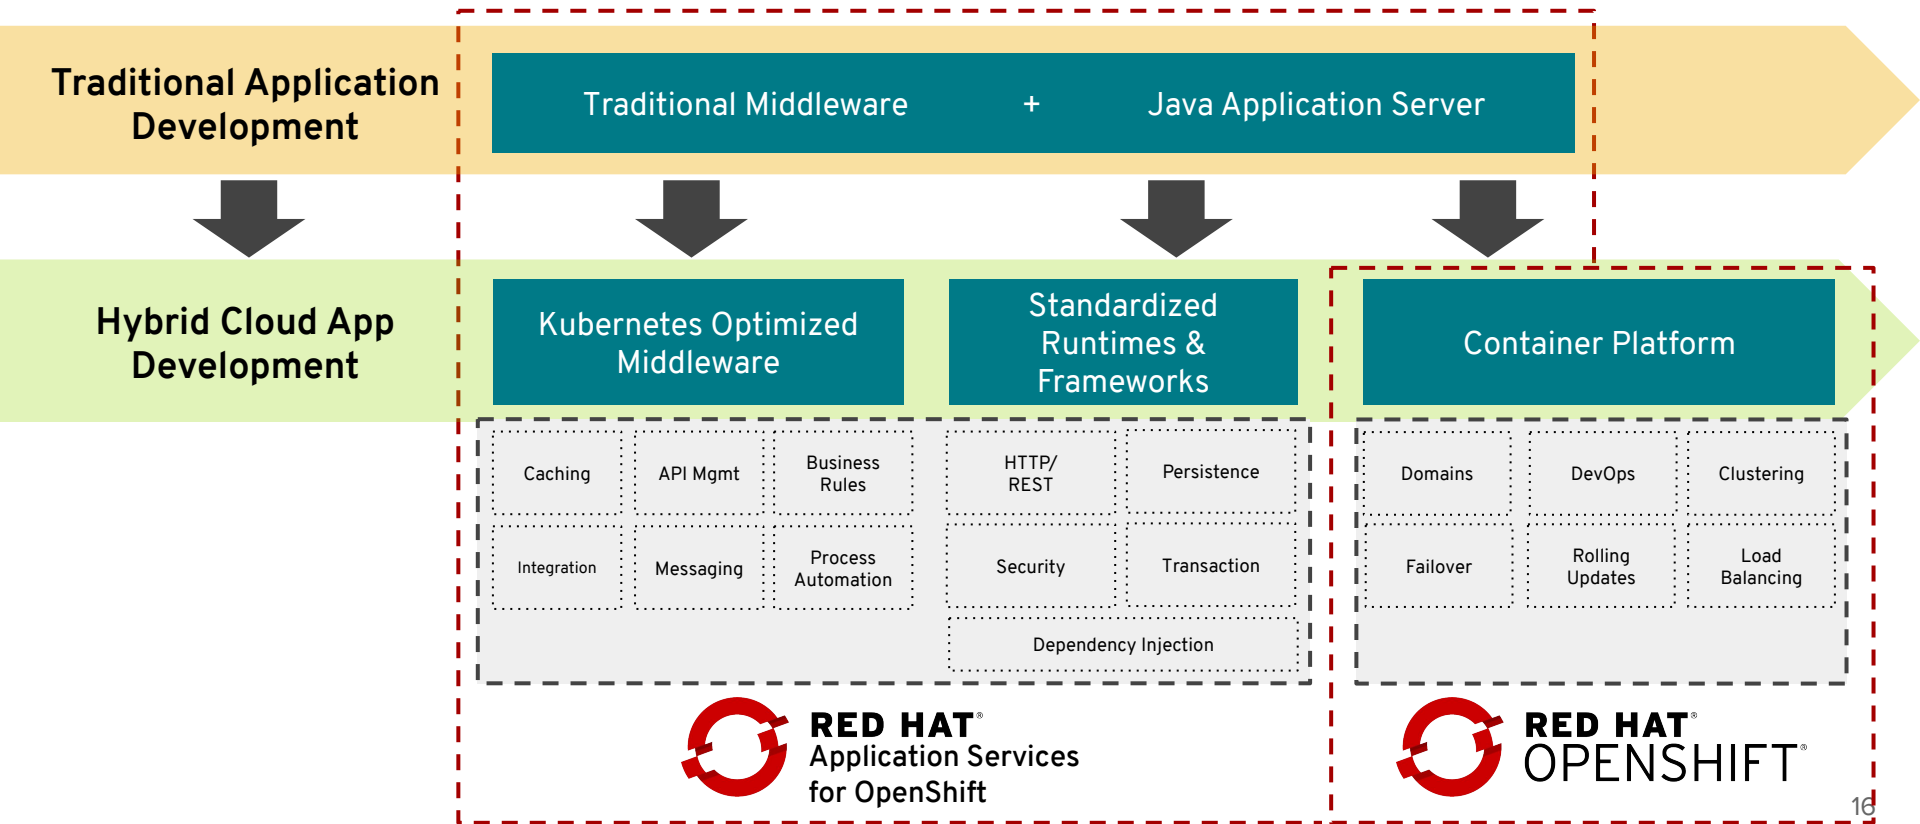 Traditional Application
Development
Traditional Middleware + Java Application Server
Hybrid Cloud App
Development
Kubernetes Optimized
Middleware
Standardized
Runtimes &
Frameworks
Container Platform
Caching
API Mgmt
Business
Rules
Integration
Messaging
Process
Automation
HTTP/
REST
Persistence
Security
Transaction
Dependency Injection
Domains
DevOps
Clustering
Failover
Rolling
Updates
Load
Balancing
RED HAT®
Application Services
for OpenShift
RED HAT®
OPENSHIFT®
16